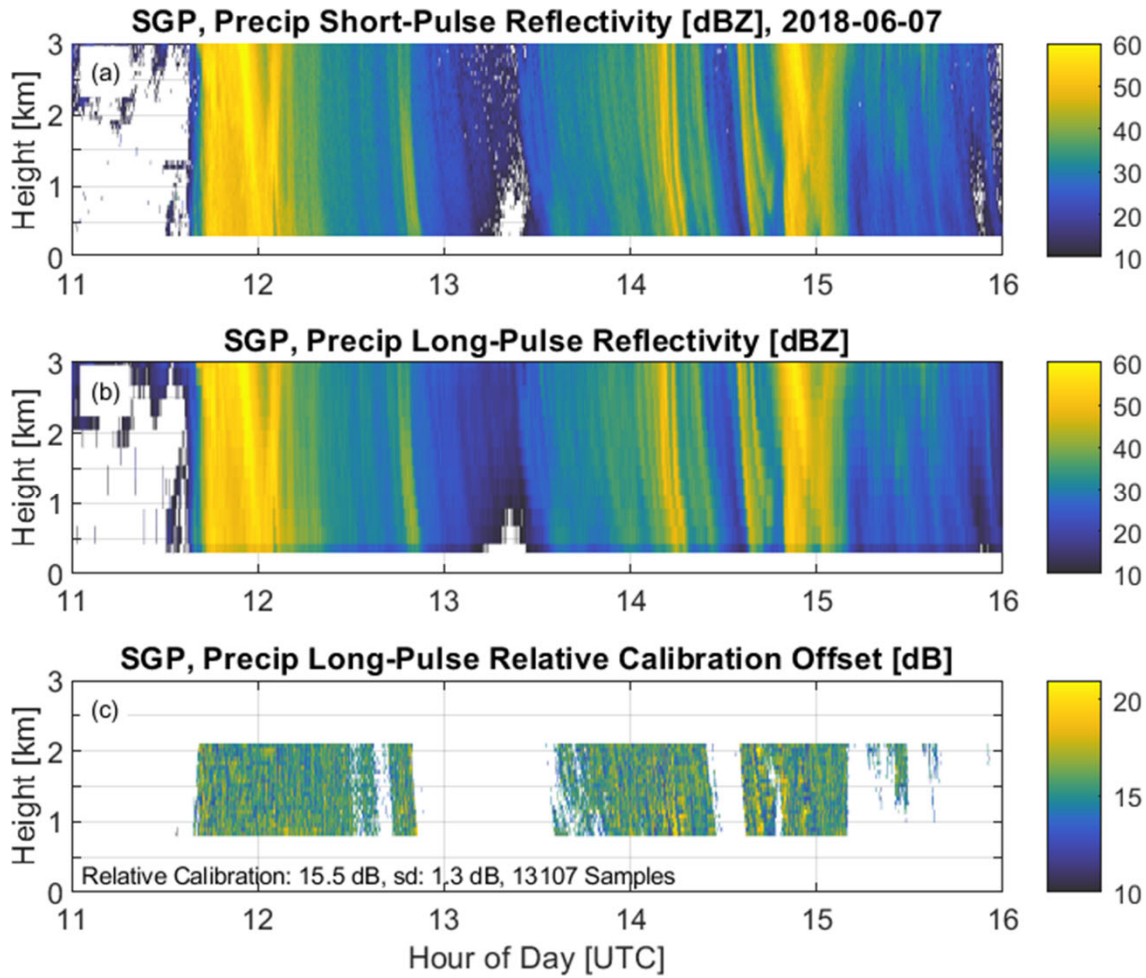 SGP, Precip Short-Pulse Reflectivity [dBZ], 2018-06-07
(a)
Height [km]
3
2
1
0
11 12 13 14 15 16
60
50
40
30
20
10
SGP, Precip Long-Pulse Reflectivity [dBZ]
(b)
Height [km]
3
2
1
0
11 12 13 14 15 16
60
50
40
30
20
10
SGP, Precip Long-Pulse Relative Calibration Offset [dB]
(c)
Height [km]
3
2
1
0
Relative Calibration: 15.5 dB, sd: 1.3 dB, 13107 Samples
11 12 13 14 15 16
20
15
10
Hour of Day [UTC]